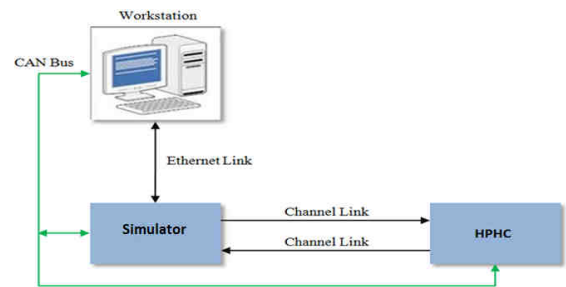 Workstation
CAN Bus
Ethernet Link
Simulator
Channel Link
HPHC
Channel Link